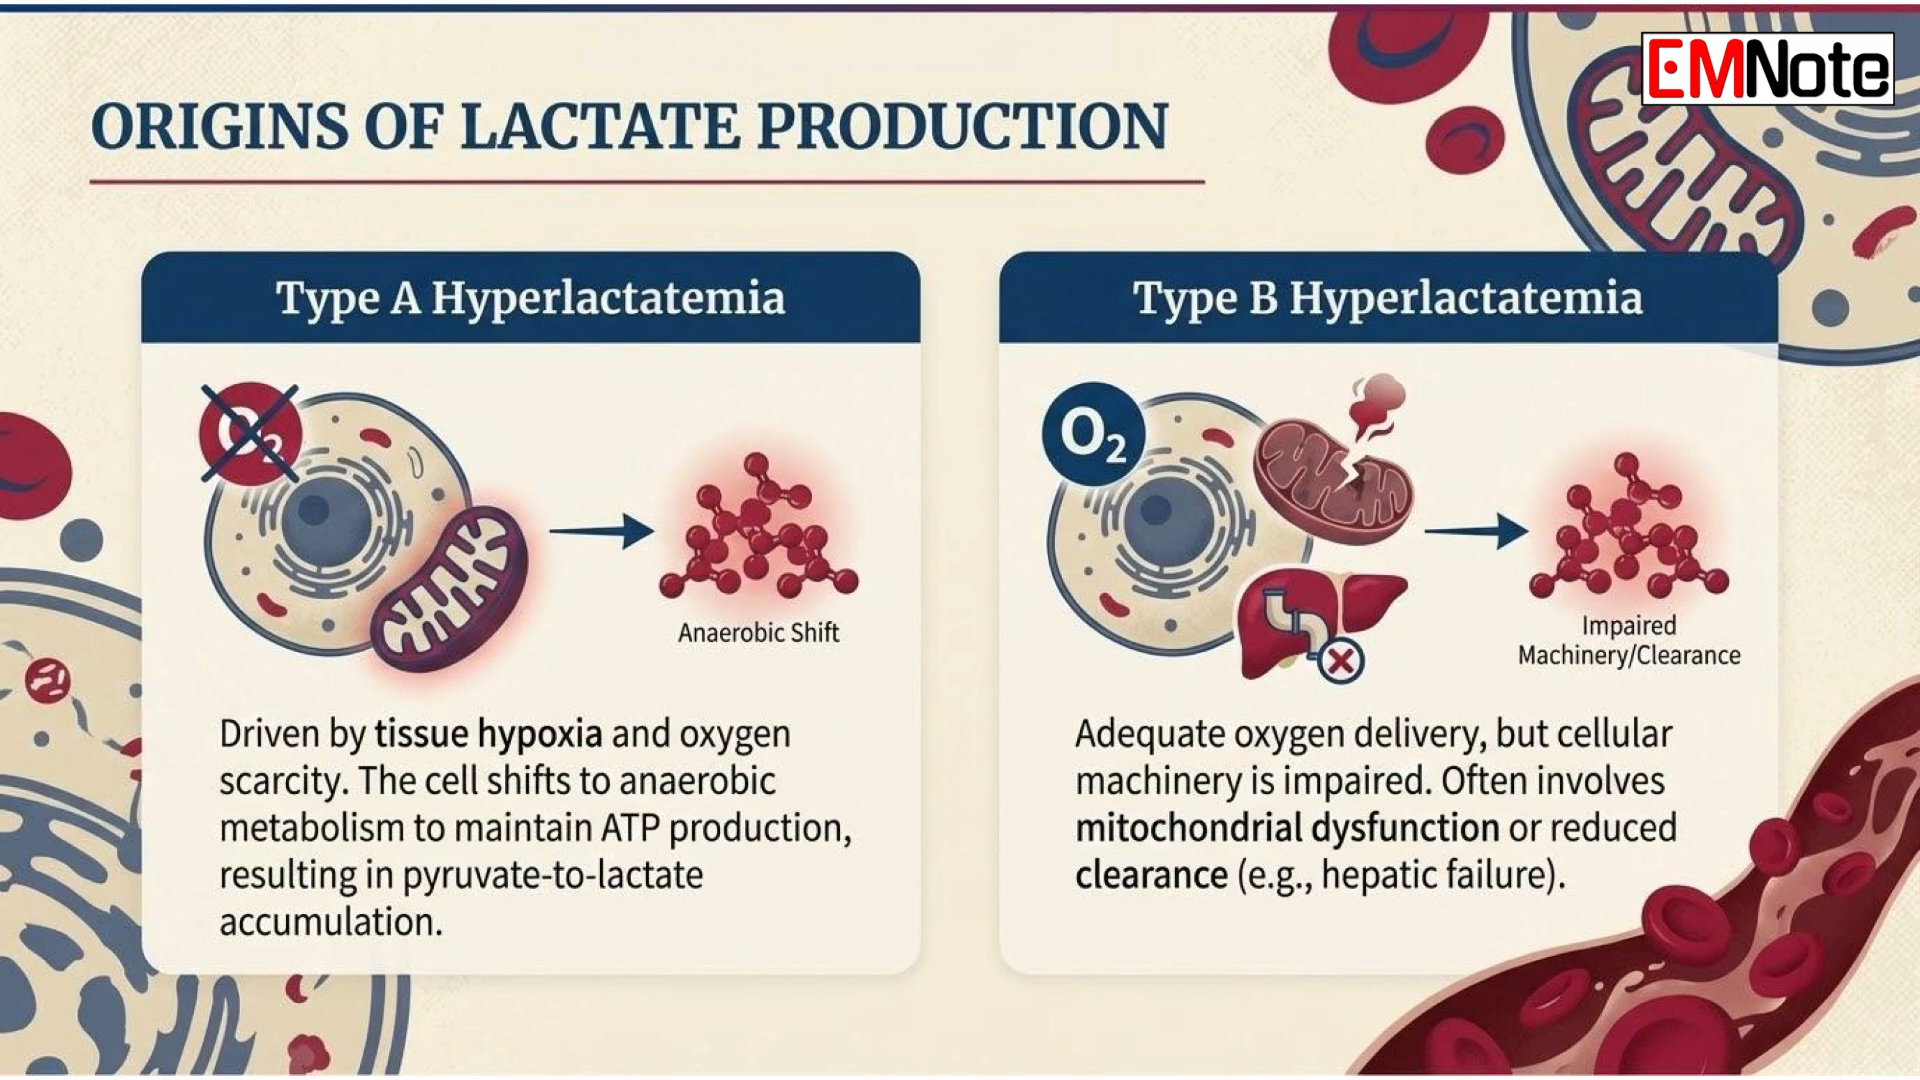 EMNote
ORIGINS OF LACTATE PRODUCTION
Type A Hyperlactatemia
O₂
Anaerobic Shift
Driven by tissue hypoxia and oxygen
scarcity. The cell shifts to anaerobic
metabolism to maintain ATP production,
resulting in pyruvate-to-lactate
accumulation.
Type B Hyperlactatemia
O₂
Impaired
Machinery/Clearance
Adequate oxygen delivery, but cellular
machinery is impaired. Often involves
mitochondrial dysfunction or reduced
clearance (e.g., hepatic failure).